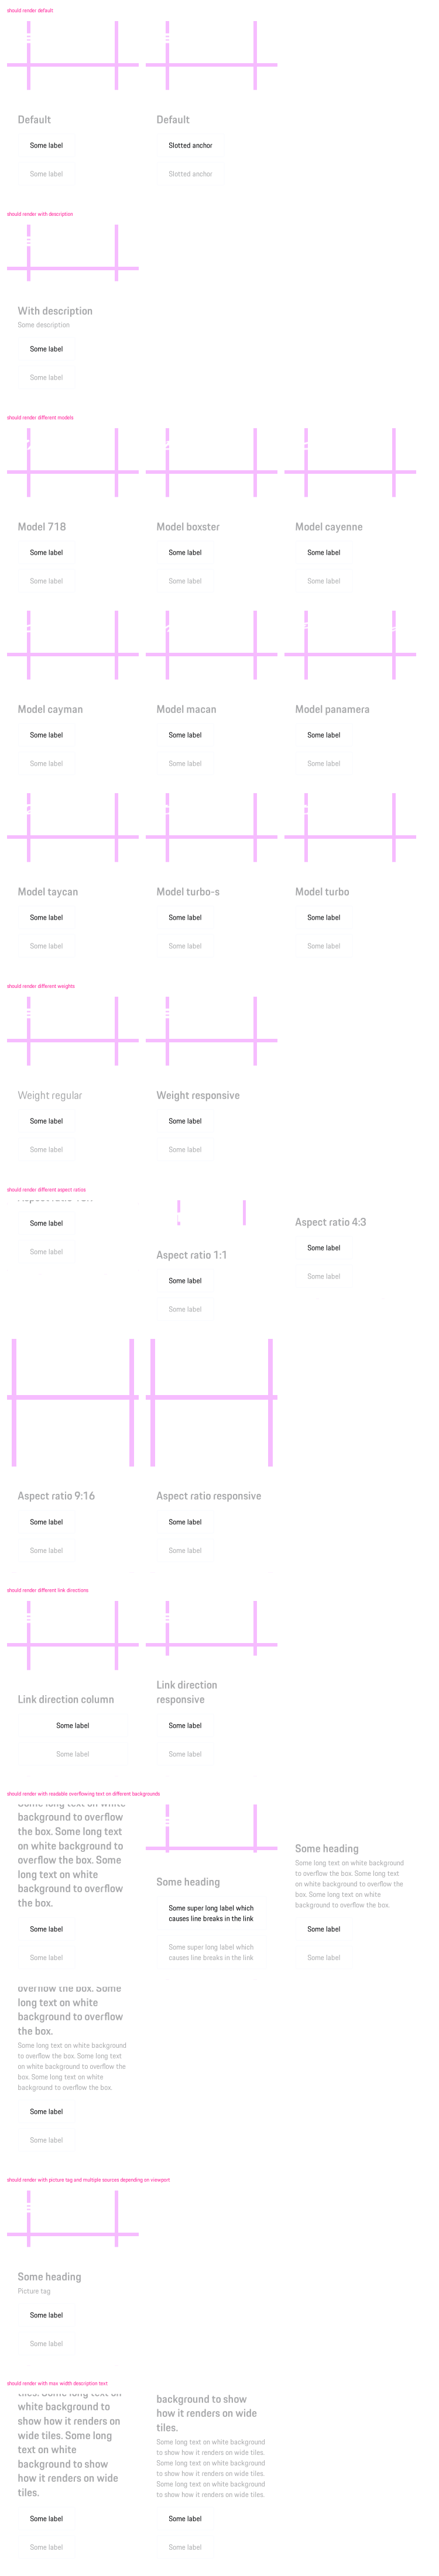 should render default
Default
Some label
Some label
Default
Slotted anchor
Slotted anchor
should render with description
With description
Some description
Some label
Some label
should render different models
Model 718
Some label
Some label
Model boxster
Some label
Some label
Model cayenne
Some label
Some label
Model cayman
Some label
Some label
Model macan
Some label
Some label
Model panamera
Some label
Some label
Model taycan
Some label
Some label
Model turbo-s
Some label
Some label
Model turbo
Some label
Some label
should render different weights
Weight regular
Some label
Some label
Weight responsive
Some label
Some label
should render different aspect ratios
Some label
Some label
Aspect ratio 1:1
Some label
Some label
Aspect ratio 4:3
Some label
Some label
Aspect ratio 9:16
Some label
Some label
Aspect ratio responsive
Some label
Some label
should render different link directions
Link direction column
Some label
Some label
Link direction
responsive
Some label
Some label
should render with readable overflowing text on different backgrounds
Some long text on white
background to overflow
the box. Some long text
on white background to
overflow the box. Some
long text on white
background to overflow
the box.
Some label
Some label
Some heading
Some super long label which
causes line breaks in the link
Some super long label which
causes line breaks in the link
Some heading
Some long text on white background
to overflow the box. Some long text
on white background to overflow the
box. Some long text on white
background to overflow the box.
Some label
Some label
overflow the box. Some
long text on white
background to overflow
the box.
Some long text on white background
to overflow the box. Some long text
on white background to overflow the
box. Some long text on white
background to overflow the box.
Some label
Some label
should render with picture tag and multiple sources depending on viewport
Some heading
Picture tag
Some label
Some label
should render with max width description text
tiles. Some long text on
white background to
show how it renders on
wide tiles. Some long
text on white
background to show
how it renders on wide
tiles.
Some label
Some label
background to show
how it renders on wide
tiles.
Some long text on white background
to show how it renders on wide tiles.
Some long text on white background
to show how it renders on wide tiles.
Some long text on white background
to show how it renders on wide tiles.
Some label
Some label